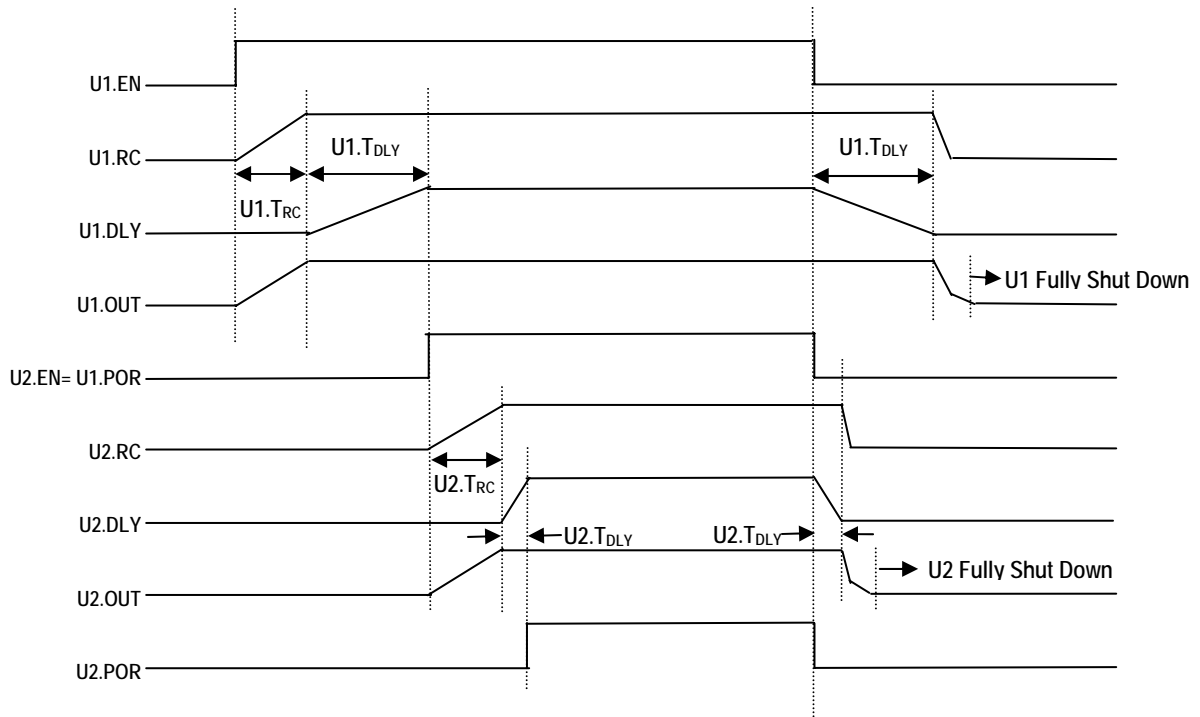 U1.EN
U1.RC
U1.TDLY
U1.TDLY
U1.TRC
U1.DLY
U1.OUT
U1 Fully Shut Down
U2.EN= U1.POR
U2.RC
U2.TRC
U2.DLY
U2.TDLY
U2.TDLY
U2.OUT
U2 Fully Shut Down
U2.POR